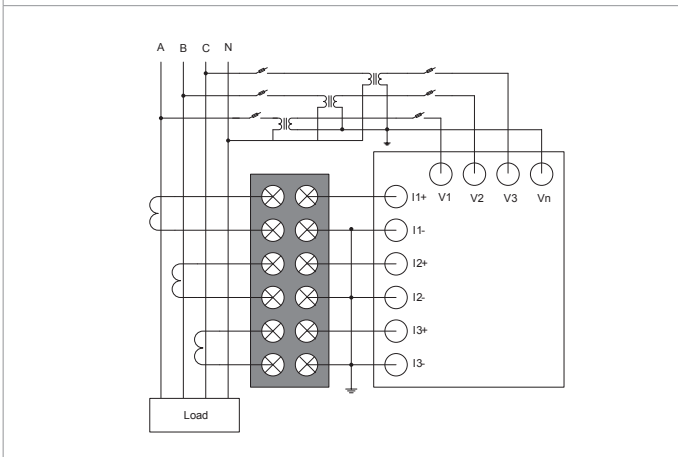 A B C N
V1 V2 V3 Vn
I1+
I1-
I2+
I2-
I3+
I3-
Load